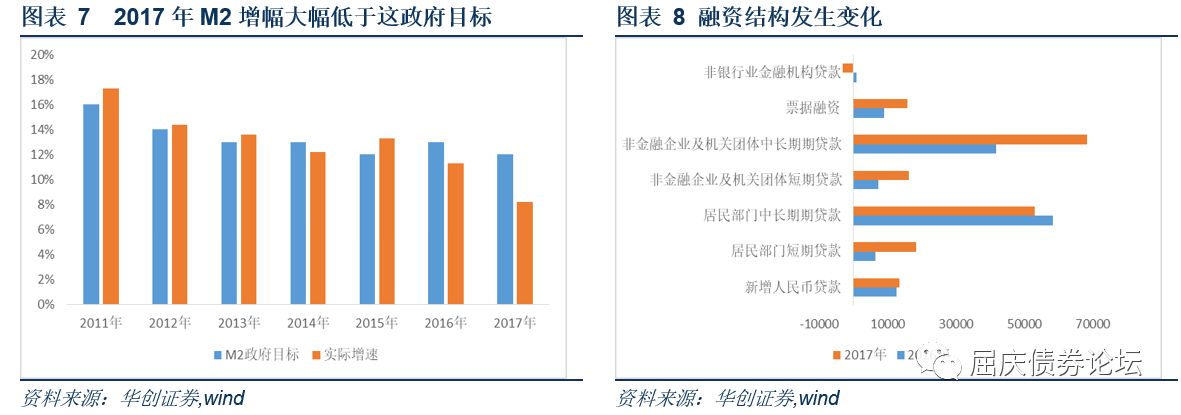 图表 7 2017 年 M2 增幅大幅低于这政府目标
20%
18%
16%
14%
12%
10%
8%
6%
4%
2%
0%
2011年 2012年 2013年 2014年 2015年 2016年 2017年
M2政府目标 实际增速
资料来源：华创证券,wind
图表 8 融资结构发生变化
非银行业金融机构贷款
票据融资
非金融企业及机关团体中长期期贷款
非金融企业及机关团体短期贷款
居民部门中长期期贷款
居民部门短期贷款
新增人民币贷款
-10000 10000 30000 50000 70000
2017年
屈庆债券论坛
资料来源：华创证券,wind